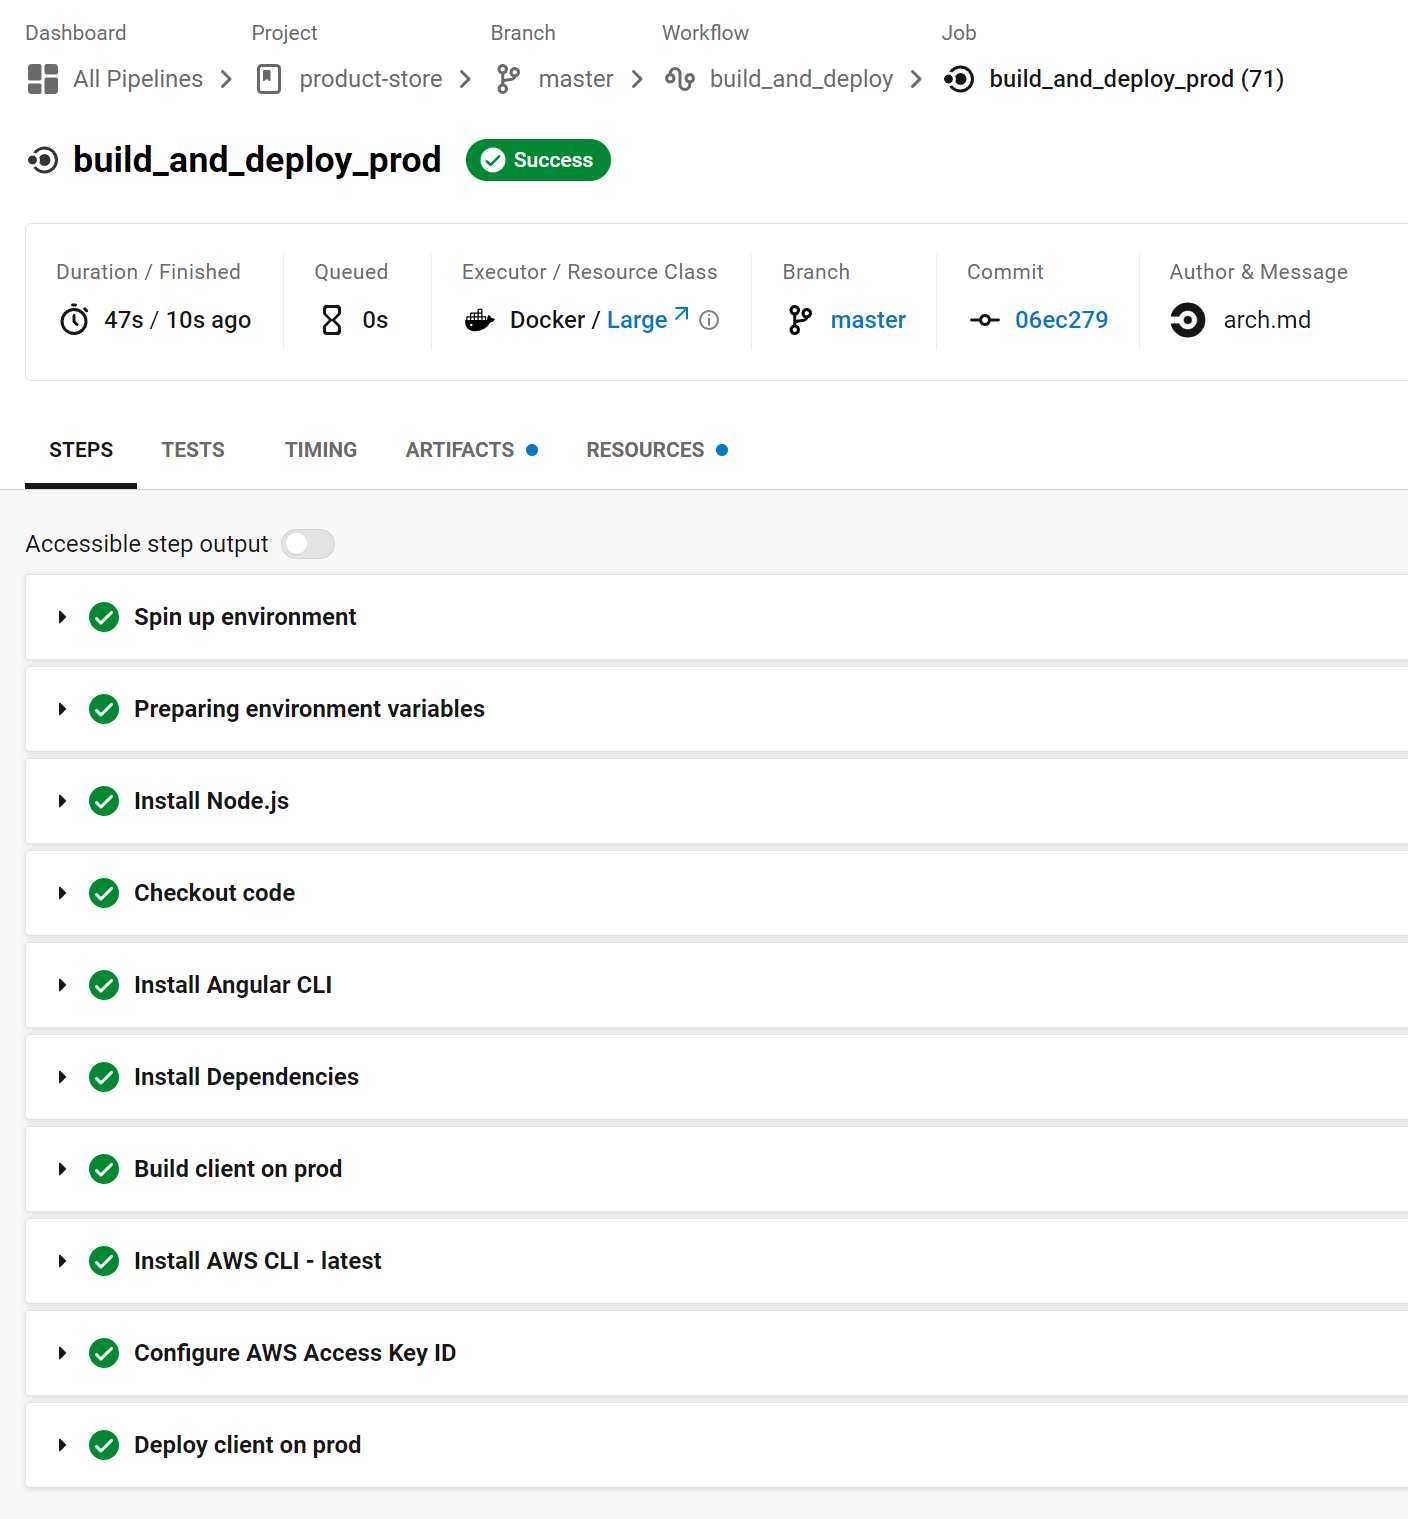 Dashboard Project Branch Workflow Job
All Pipelines product-store master build_and_deploy build_and_deploy_prod (71)
build_and_deploy_prod Success
Duration / Finished Queued Executor / Resource Class Branch Commit Author & Message
47s / 10s ago 0s Docker / Large master 06ec279 arch.md
STEPS TESTS TIMING ARTIFACTS RESOURCES
Accessible step output
Spin up environment
Preparing environment variables
Install Node.js
Checkout code
Install Angular CLI
Install Dependencies
Build client on prod
Install AWS CLI - latest
Configure AWS Access Key ID
Deploy client on prod